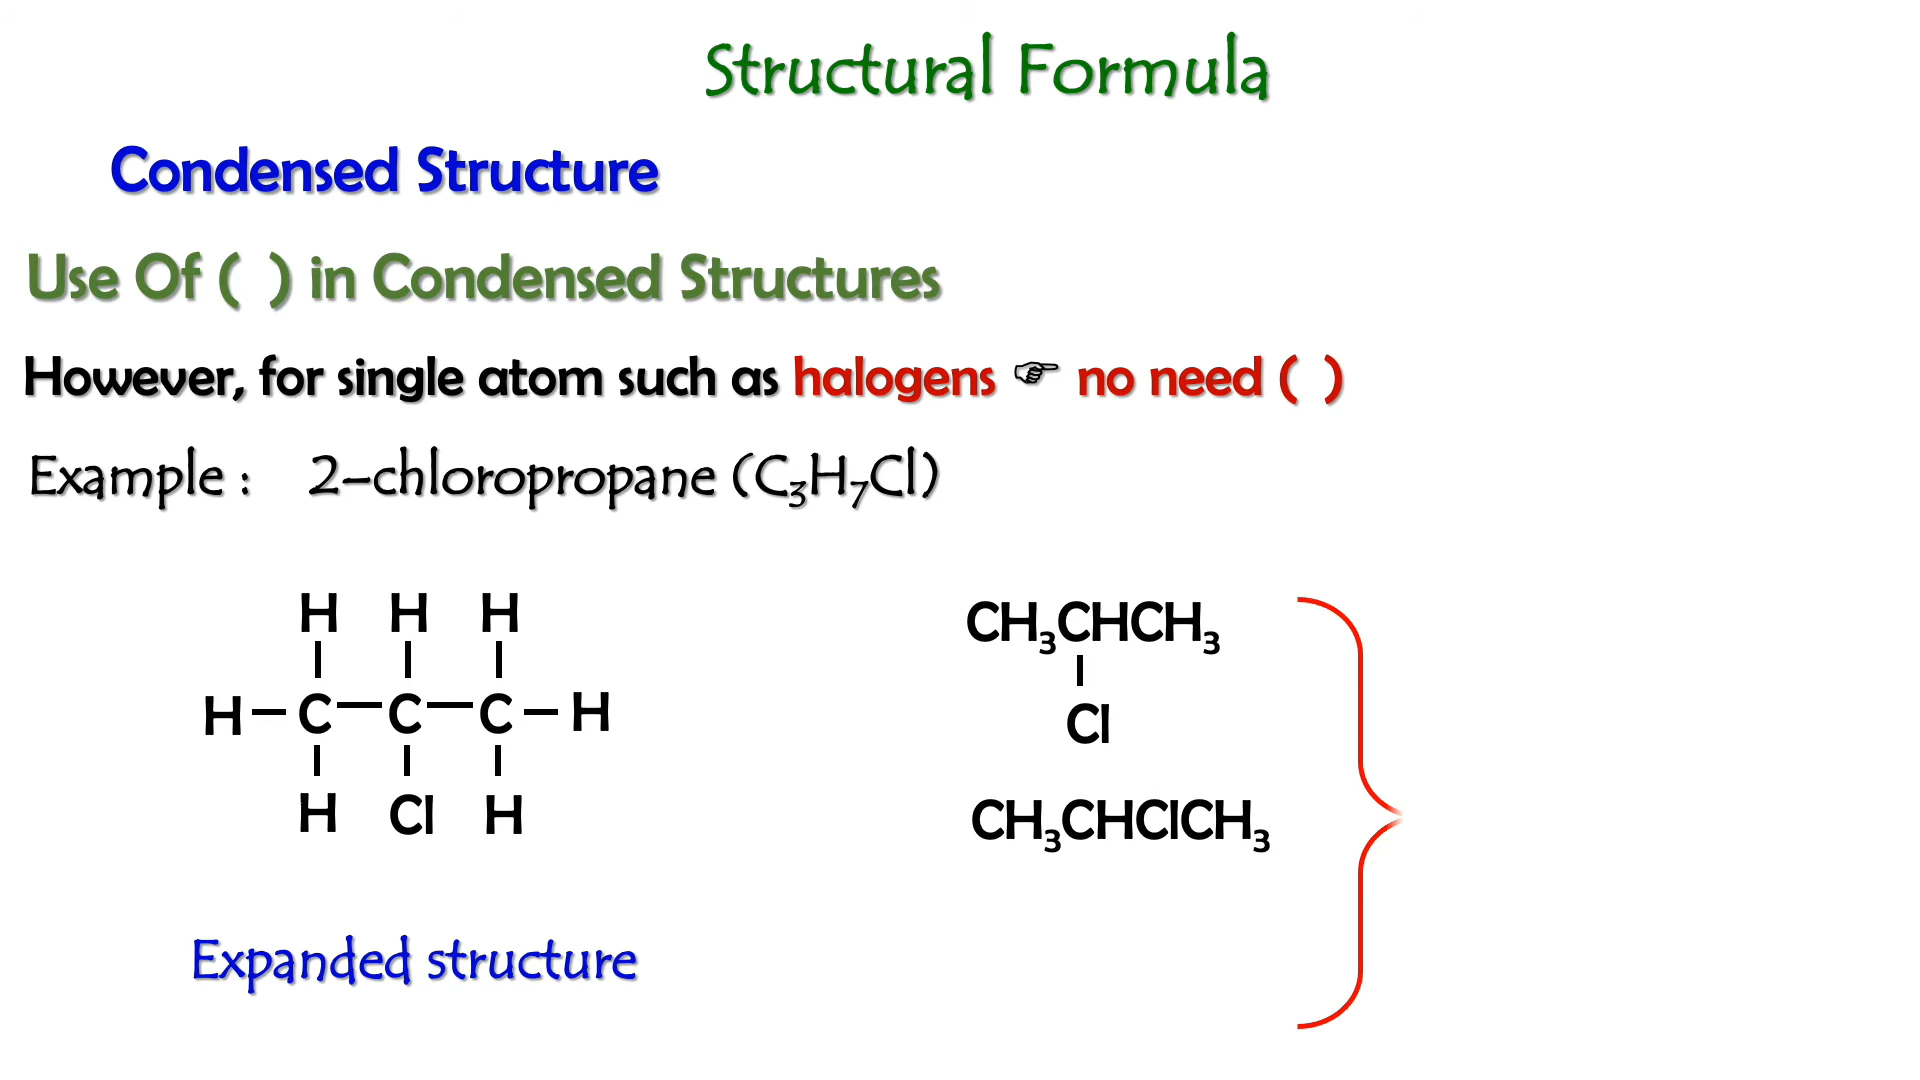 Structural Formula
Condensed Structure
Use Of ( ) in Condensed Structures
However, for single atom such as halogens ☞ no need ( )
Example : 2-chloropropane (C₃H₇Cl)
H H H
H C C C H
H Cl H
CH₃CHCH₃
Cl
CH₃CHClCH₃
Expanded structure